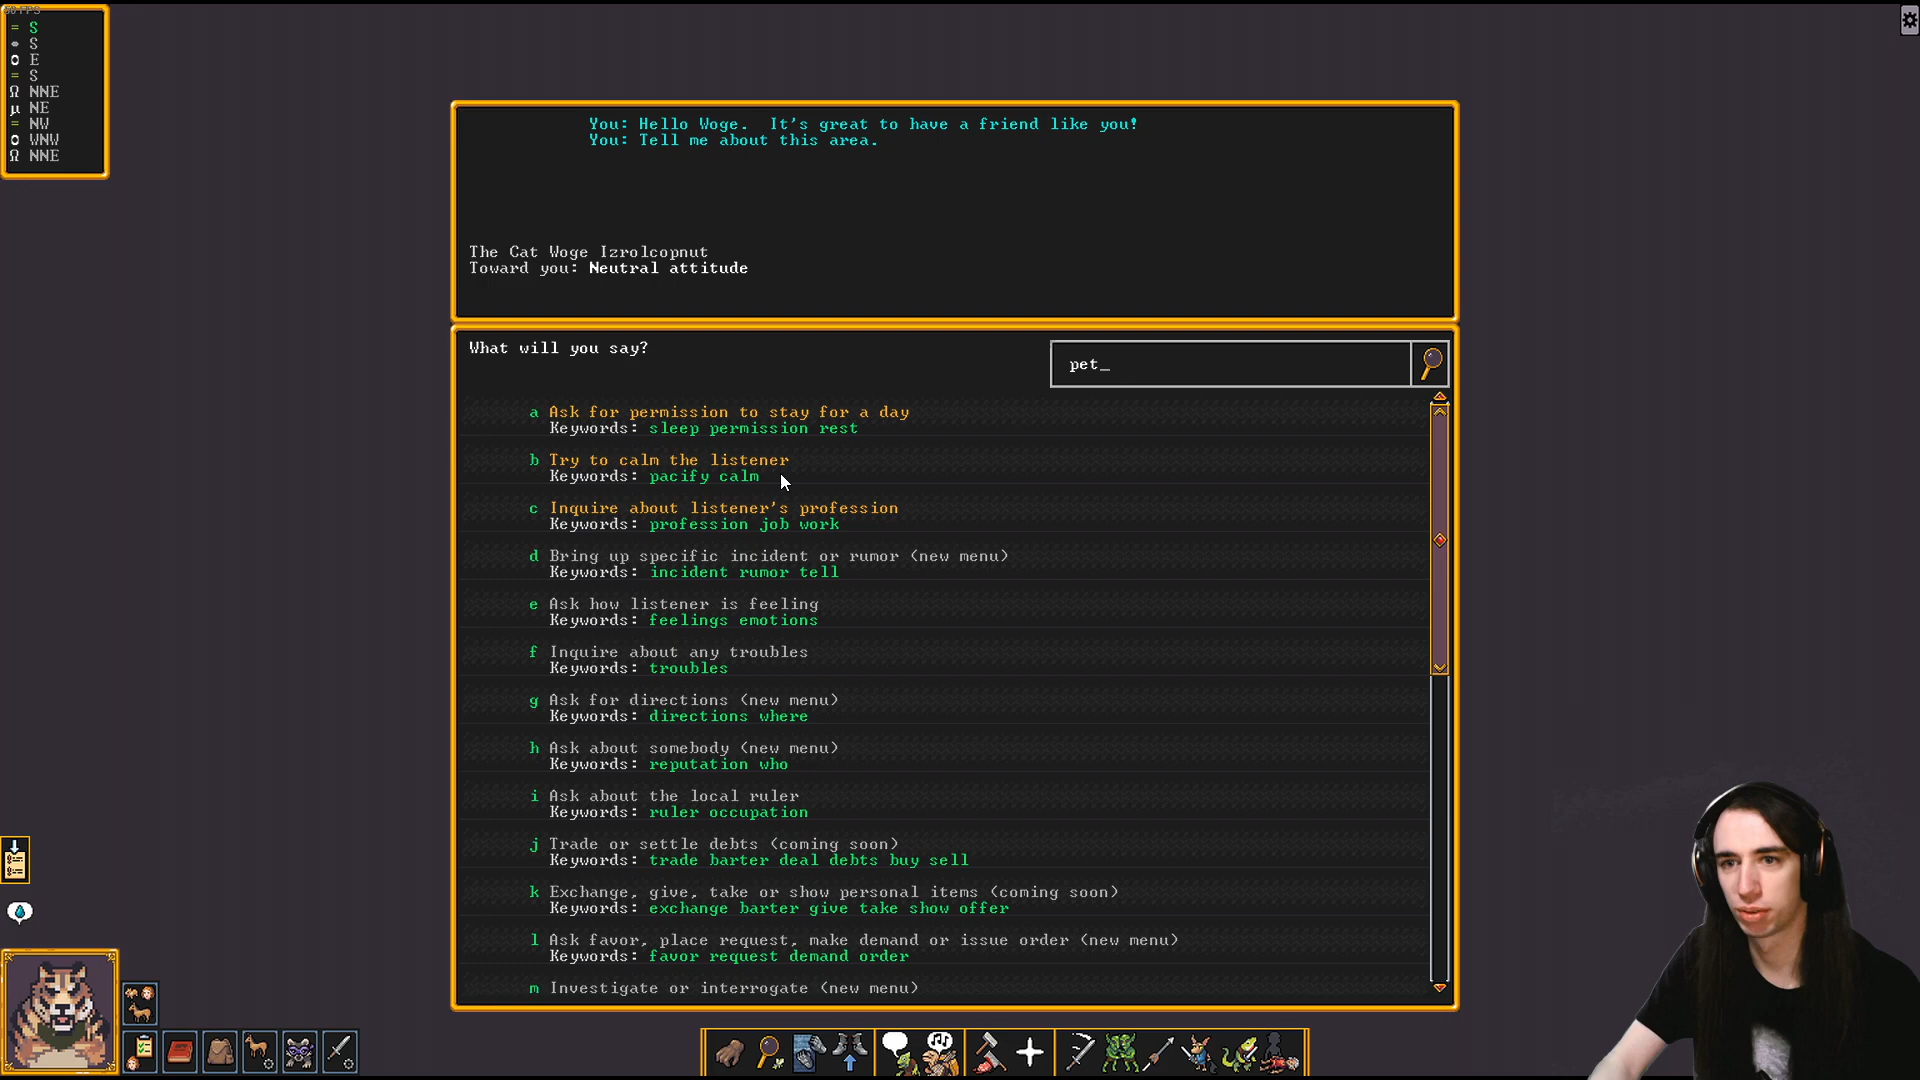 60 FPS
= S
* S
O E
= S
Ω NNE
µ NE
= NW
O WNW
Ω NNE
You: Hello Woge.  It's great to have a friend like you!
You: Tell me about this area.
The Cat Woge Izrolcopnut
Toward you: Neutral attitude
What will you say?
pet_
a Ask for permission to stay for a day
Keywords: sleep permission rest
b Try to calm the listener
Keywords: pacify calm
c Inquire about listener's profession
Keywords: profession job work
d Bring up specific incident or rumor (new menu)
Keywords: incident rumor tell
e Ask how listener is feeling
Keywords: feelings emotions
f Inquire about any troubles
Keywords: troubles
g Ask for directions (new menu)
Keywords: directions where
h Ask about somebody (new menu)
Keywords: reputation who
i Ask about the local ruler
Keywords: ruler occupation
j Trade or settle debts (coming soon)
Keywords: trade barter deal debts buy sell
k Exchange, give, take or show personal items (coming soon)
Keywords: exchange barter give take show offer
l Ask favor, place request, make demand or issue order (new menu)
Keywords: favor request demand order
m Investigate or interrogate (new menu)